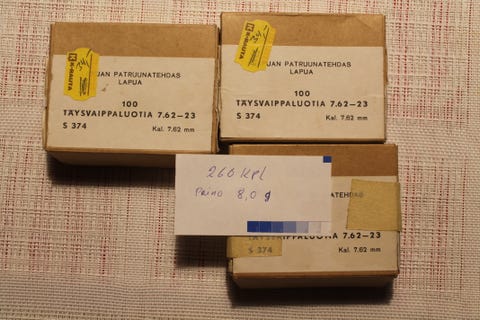 K-RAUTA
JAN PATRUUNATEHDAS
LAPUA
100
TÄYSVAIPPALUOTIA 7.62—23
S 374
Kal. 7.62 mm
K-RAUTA
JAN PATRUUNATEHDAS
LAPUA
100
TÄYSVAIPPALUOTIA 7.62—23
S 374
Kal. 7.62 mm
260 Kpl
Paino 8,0 g
TÄYSVAIPPALUOTIA 7.62—23
S 374
Kal. 7.62 mm